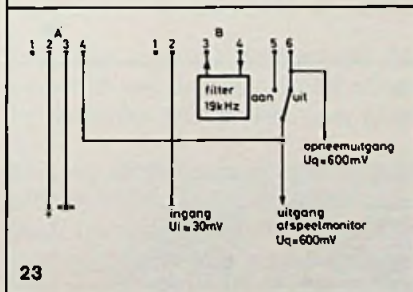 A B
1 2 3 4 1 2 3 4 5 6
filter
19kHz
aan
uit
opneemuitgang
Uq=600mV
ingang
Ui=30mV
uitgang
afspeelmonitor
Uq=600mV
+
23